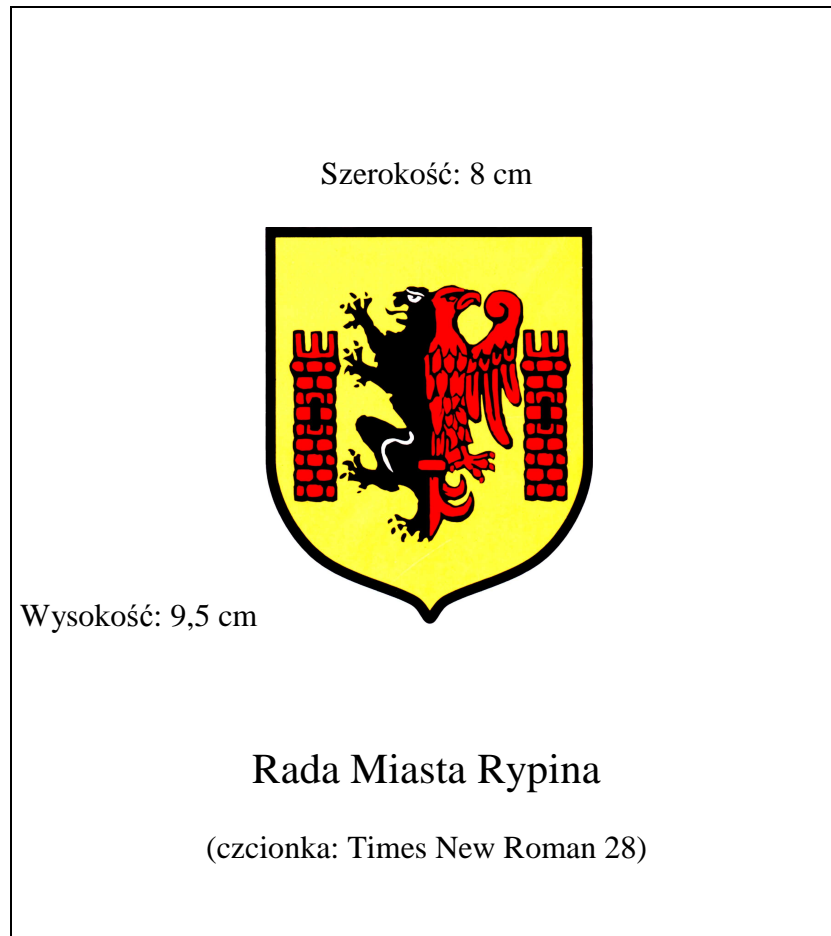 Szerokość: 8 cm
Wysokość: 9,5 cm
Rada Miasta Rypina
(czcionka: Times New Roman 28)